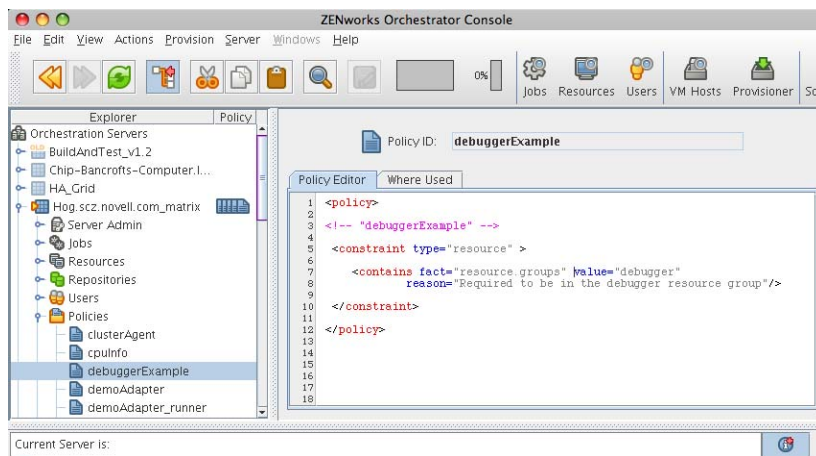 ZENworks Orchestrator Console
File Edit View Actions Provision Server Windows Help
0%
Jobs Resources Users VM Hosts Provisioner Sc
Explorer Policy
Orchestration Servers
OLD BuildAndTest_v1.2
Chip-Bancrofts-Computer.l...
HA_Grid
Hog.scz.novell.com_matrix
Server Admin
Jobs
Resources
Repositories
Users
Policies
clusterAgent
cpuInfo
debuggerExample
demoAdapter
demoAdapter_runner
Policy ID: debuggerExample
Policy Editor Where Used
1 <policy>
2
3 <!-- "debuggerExample" -->
4
5 <constraint type="resource" >
6
7 <contains fact="resource.groups" value="debugger"
8 reason="Required to be in the debugger resource group"/>
9
10 </constraint>
11
12 </policy>
13
14
15
16
17
18
Current Server is: